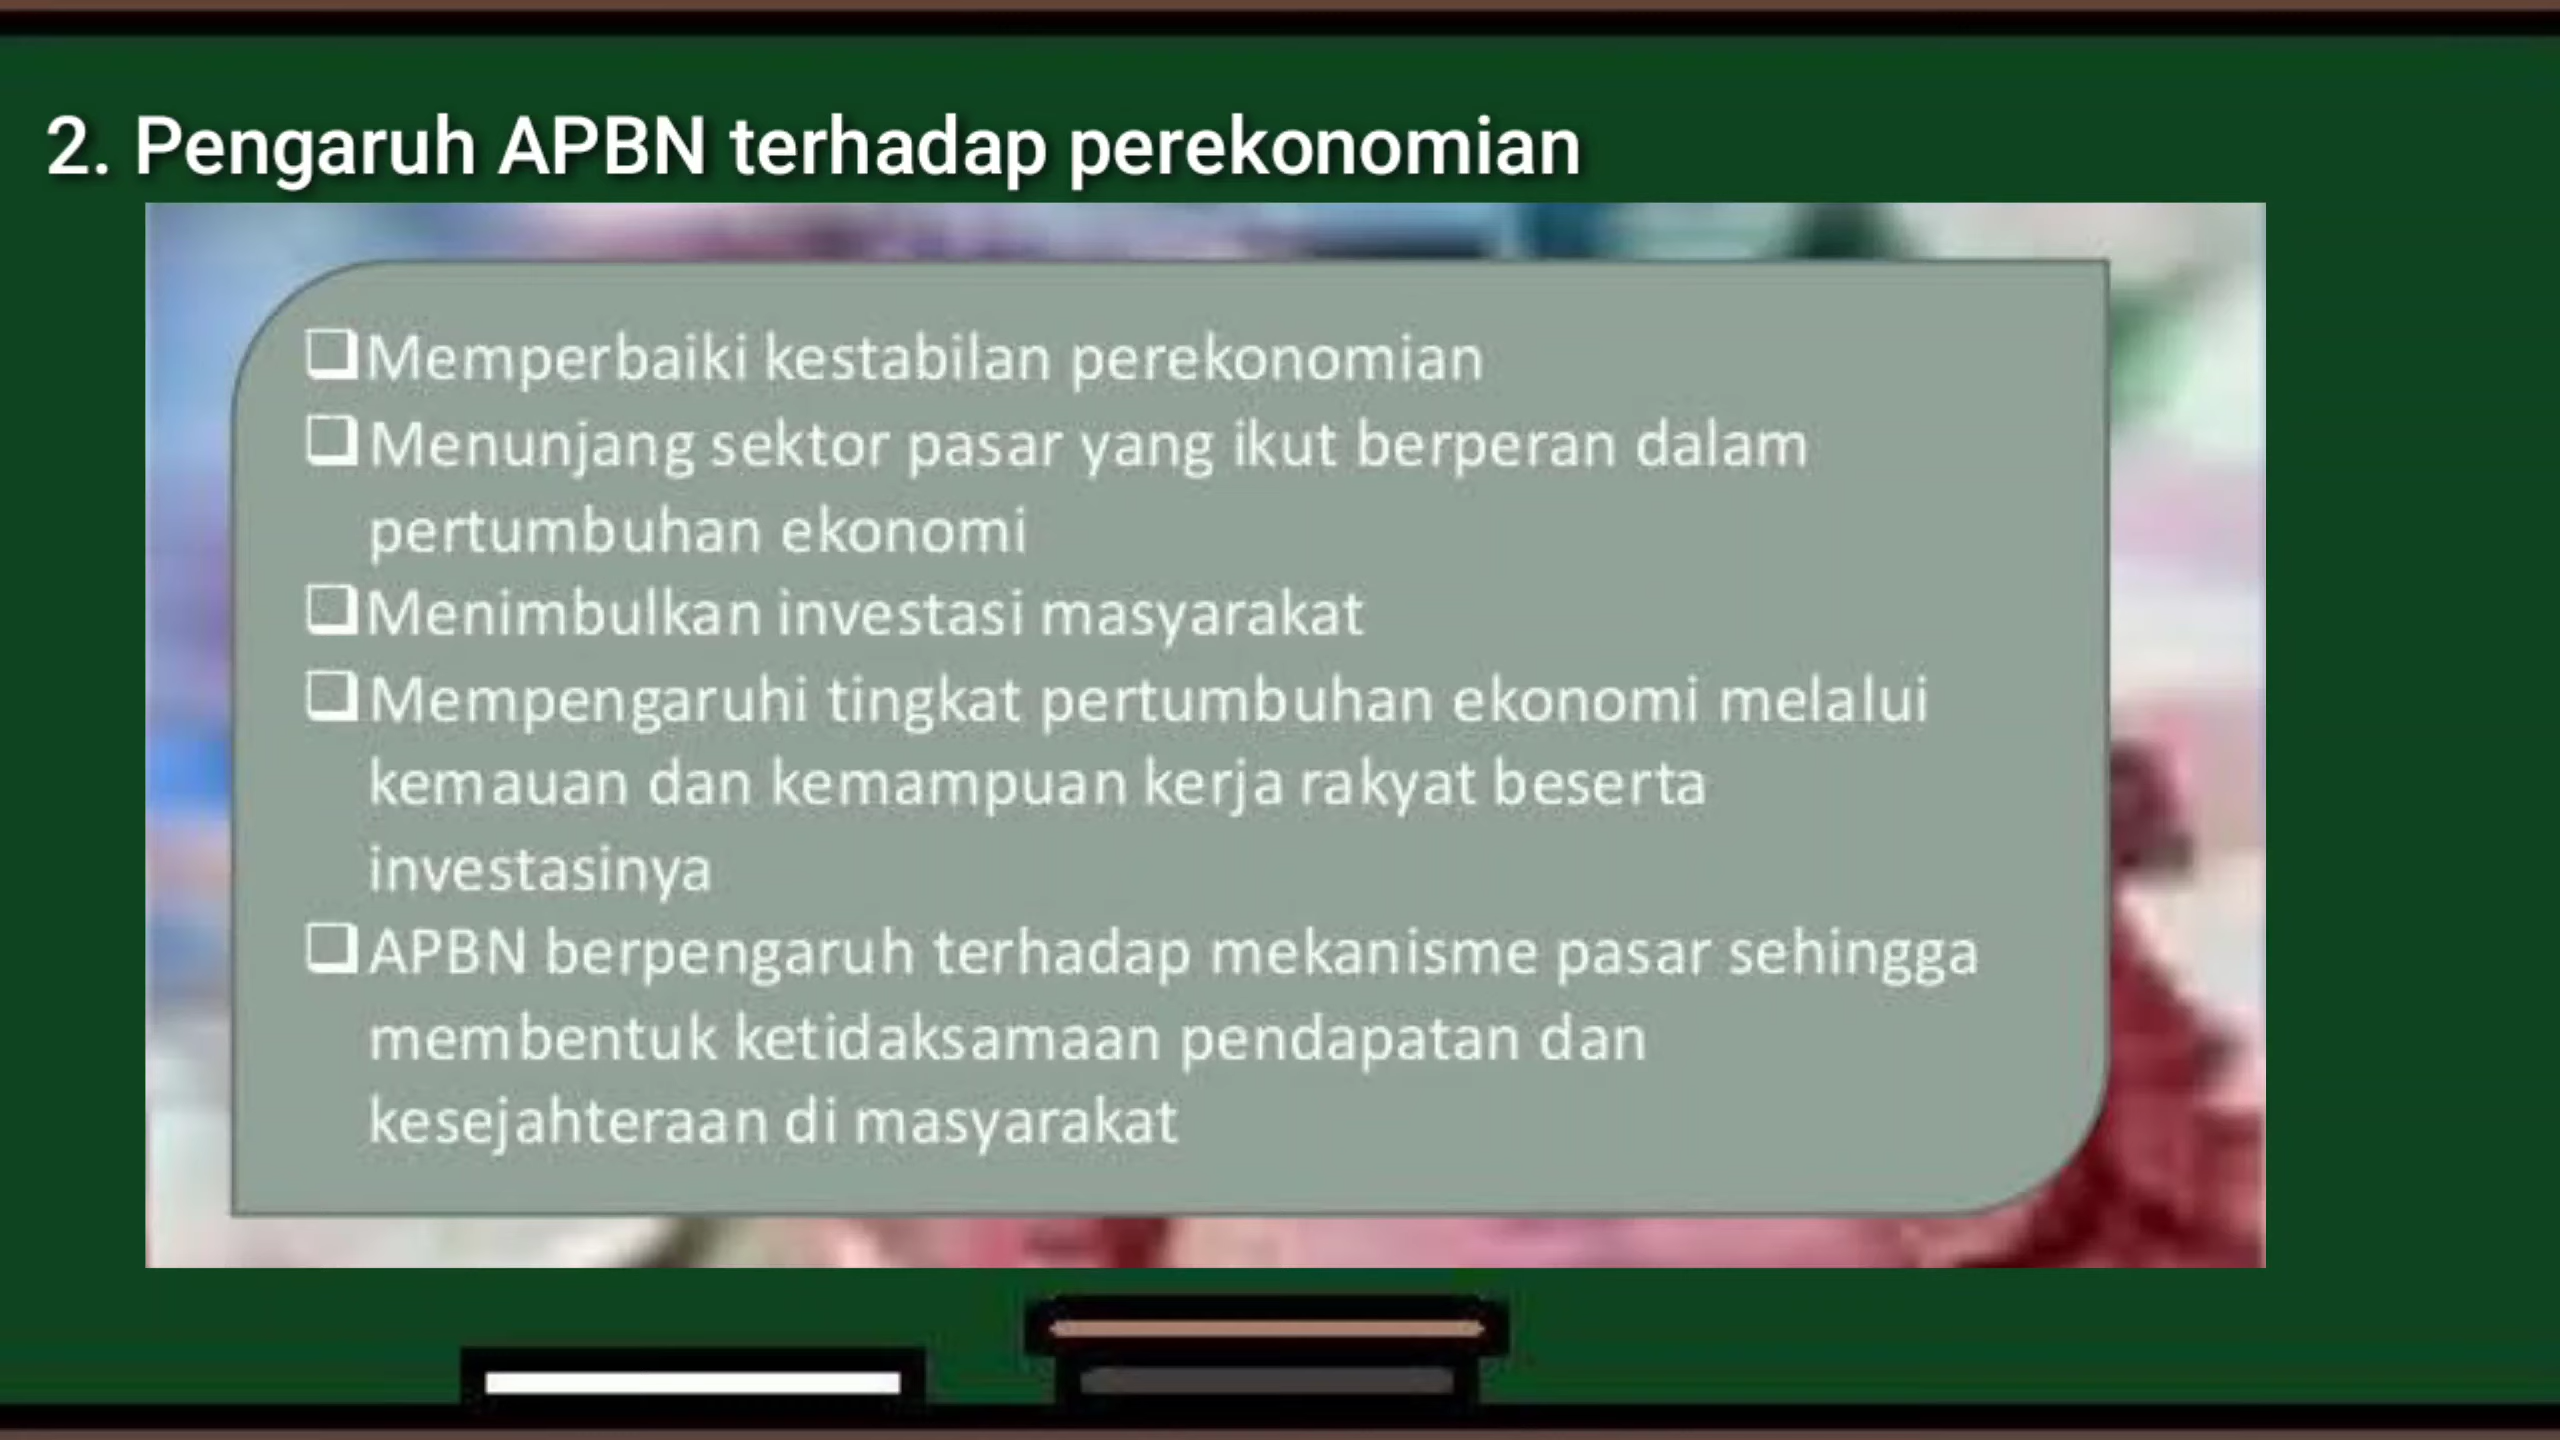 2. Pengaruh APBN terhadap perekonomian
❑Memperbaiki kestabilan perekonomian
❑Menunjang sektor pasar yang ikut berperan dalam
pertumbuhan ekonomi
❑Menimbulkan investasi masyarakat
❑Mempengaruhi tingkat pertumbuhan ekonomi melalui
kemauan dan kemampuan kerja rakyat beserta
investasinya
❑APBN berpengaruh terhadap mekanisme pasar sehingga
membentuk ketidaksamaan pendapatan dan
kesejahteraan di masyarakat